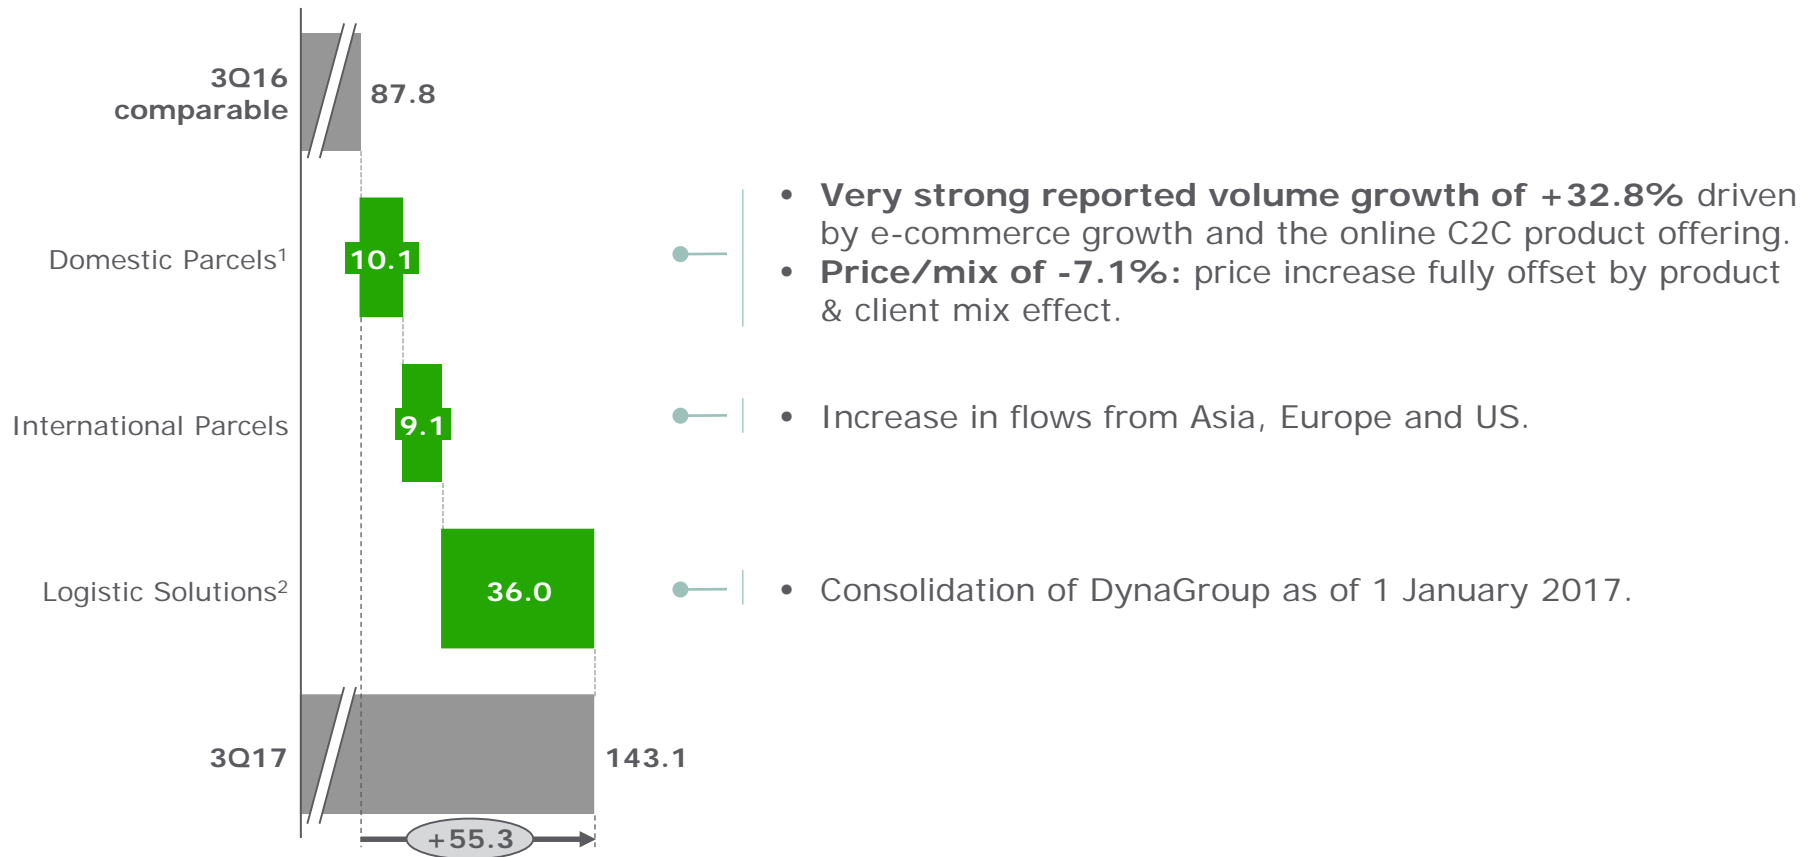 3Q16
comparable
87.8
Domestic Parcels¹
10.1
• Very strong reported volume growth of +32.8% driven
by e-commerce growth and the online C2C product offering.
• Price/mix of -7.1%: price increase fully offset by product
& client mix effect.
International Parcels
9.1
• Increase in flows from Asia, Europe and US.
Logistic Solutions²
36.0
• Consolidation of DynaGroup as of 1 January 2017.
3Q17
143.1
+55.3